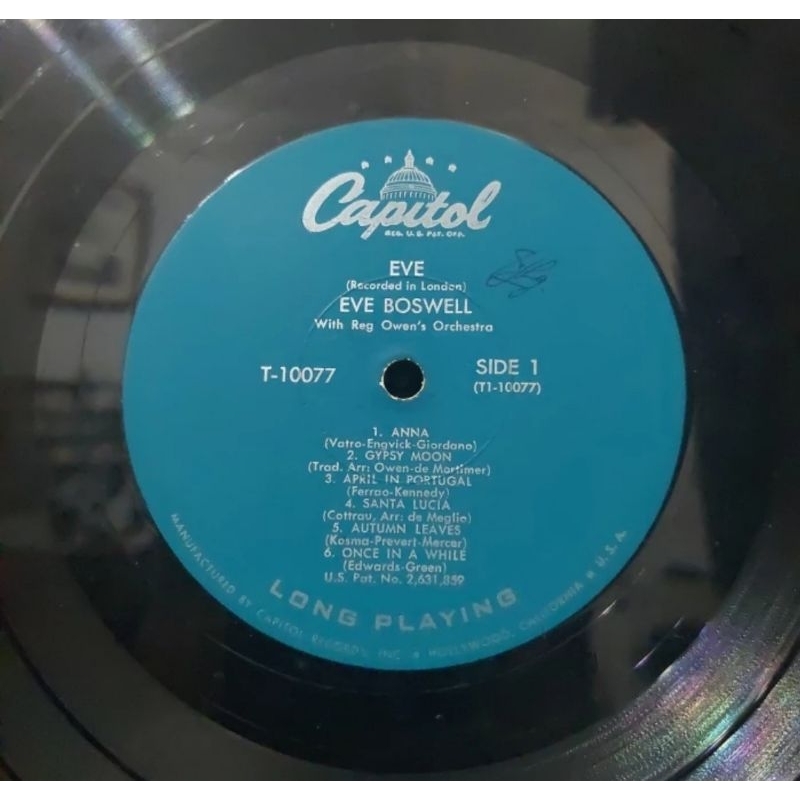 Capitol
REG. U.S. PAT. OFF.
EVE
(Recorded in London)
EVE BOSWELL
With Reg Owen's Orchestra
T-10077
SIDE 1
(T1-10077)
1. ANNA
(Vatro-Engvick-Giordano)
2. GYPSY MOON
(Trad. Arr: Owen-de Mortimer)
3. APRIL IN PORTUGAL
(Ferrao-Kennedy)
4. SANTA LUCIA
(Cottrau, Arr: de Meglio)
5. AUTUMN LEAVES
(Kosma-Prevert-Mercer)
6. ONCE IN A WHILE
(Edwards-Green)
U.S. Pat. No. 2,631,859
LONG PLAYING
MANUFACTURED BY CAPITOL RECORDS, INC. • HOLLYWOOD, CALIFORNIA • U.S.A.